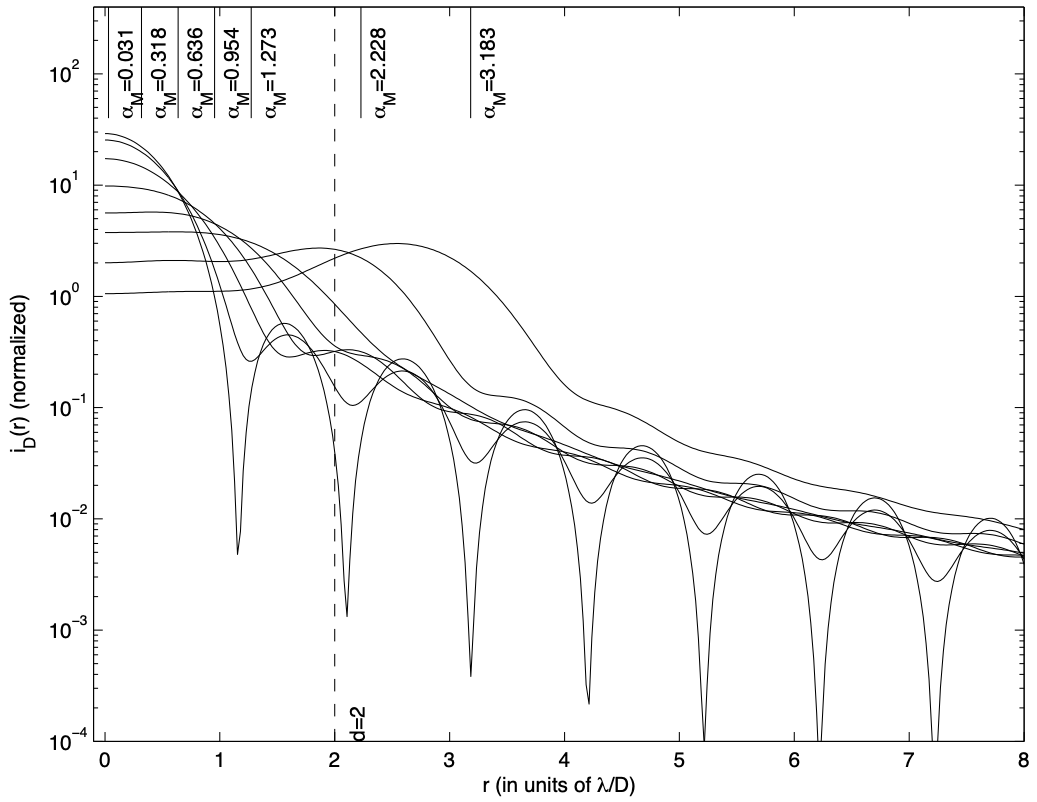 α_M=0.031
α_M=0.318
α_M=0.636
α_M=0.954
α_M=1.273
α_M=2.228
α_M=3.183
10^2
10^1
10^0
10^−1
10^−2
10^−3
10^−4
i_D(r) (normalized)
d=2
0 1 2 3 4 5 6 7 8
r (in units of λ/D)